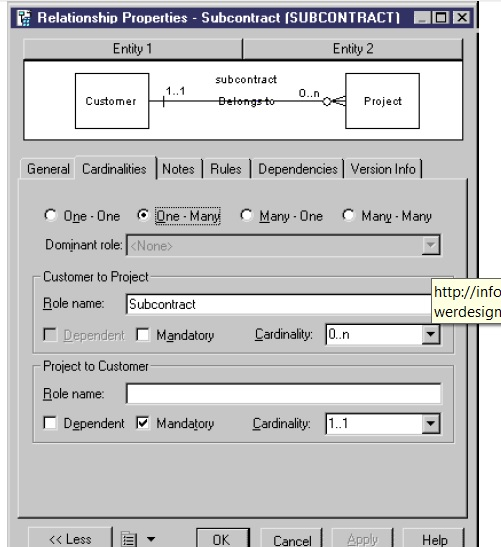 Relationship Properties - Subcontract (SUBCONTRACT)
Entity 1 Entity 2
subcontract
1..1 0..n
Customer Belongs to Project
General Cardinalities Notes Rules Dependencies Version Info
One - One One - Many Many - One Many - Many
Dominant role: <None>
Customer to Project
http://info
Role name: Subcontract
werdesign
Dependent Mandatory Cardinality: 0..n
Project to Customer
Role name:
Dependent Mandatory Cardinality: 1..1
<< Less OK Cancel Apply Help